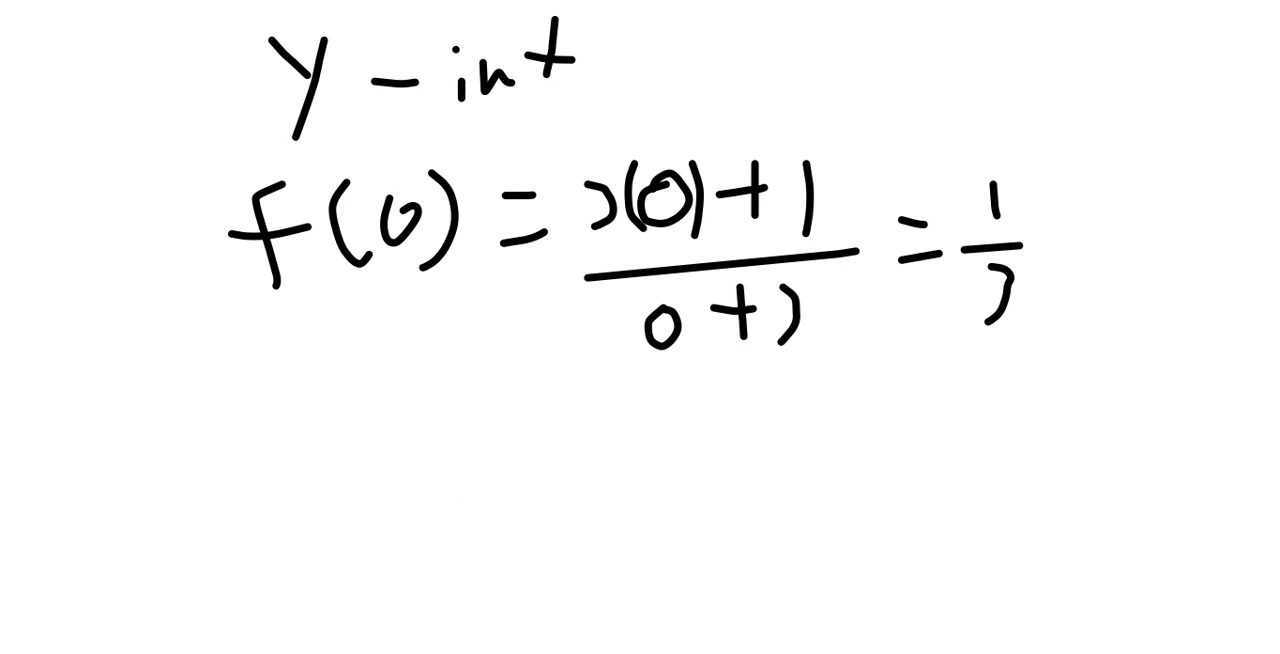 y - int
f(0) = 2(0)+1 / 0+2 = 1/2